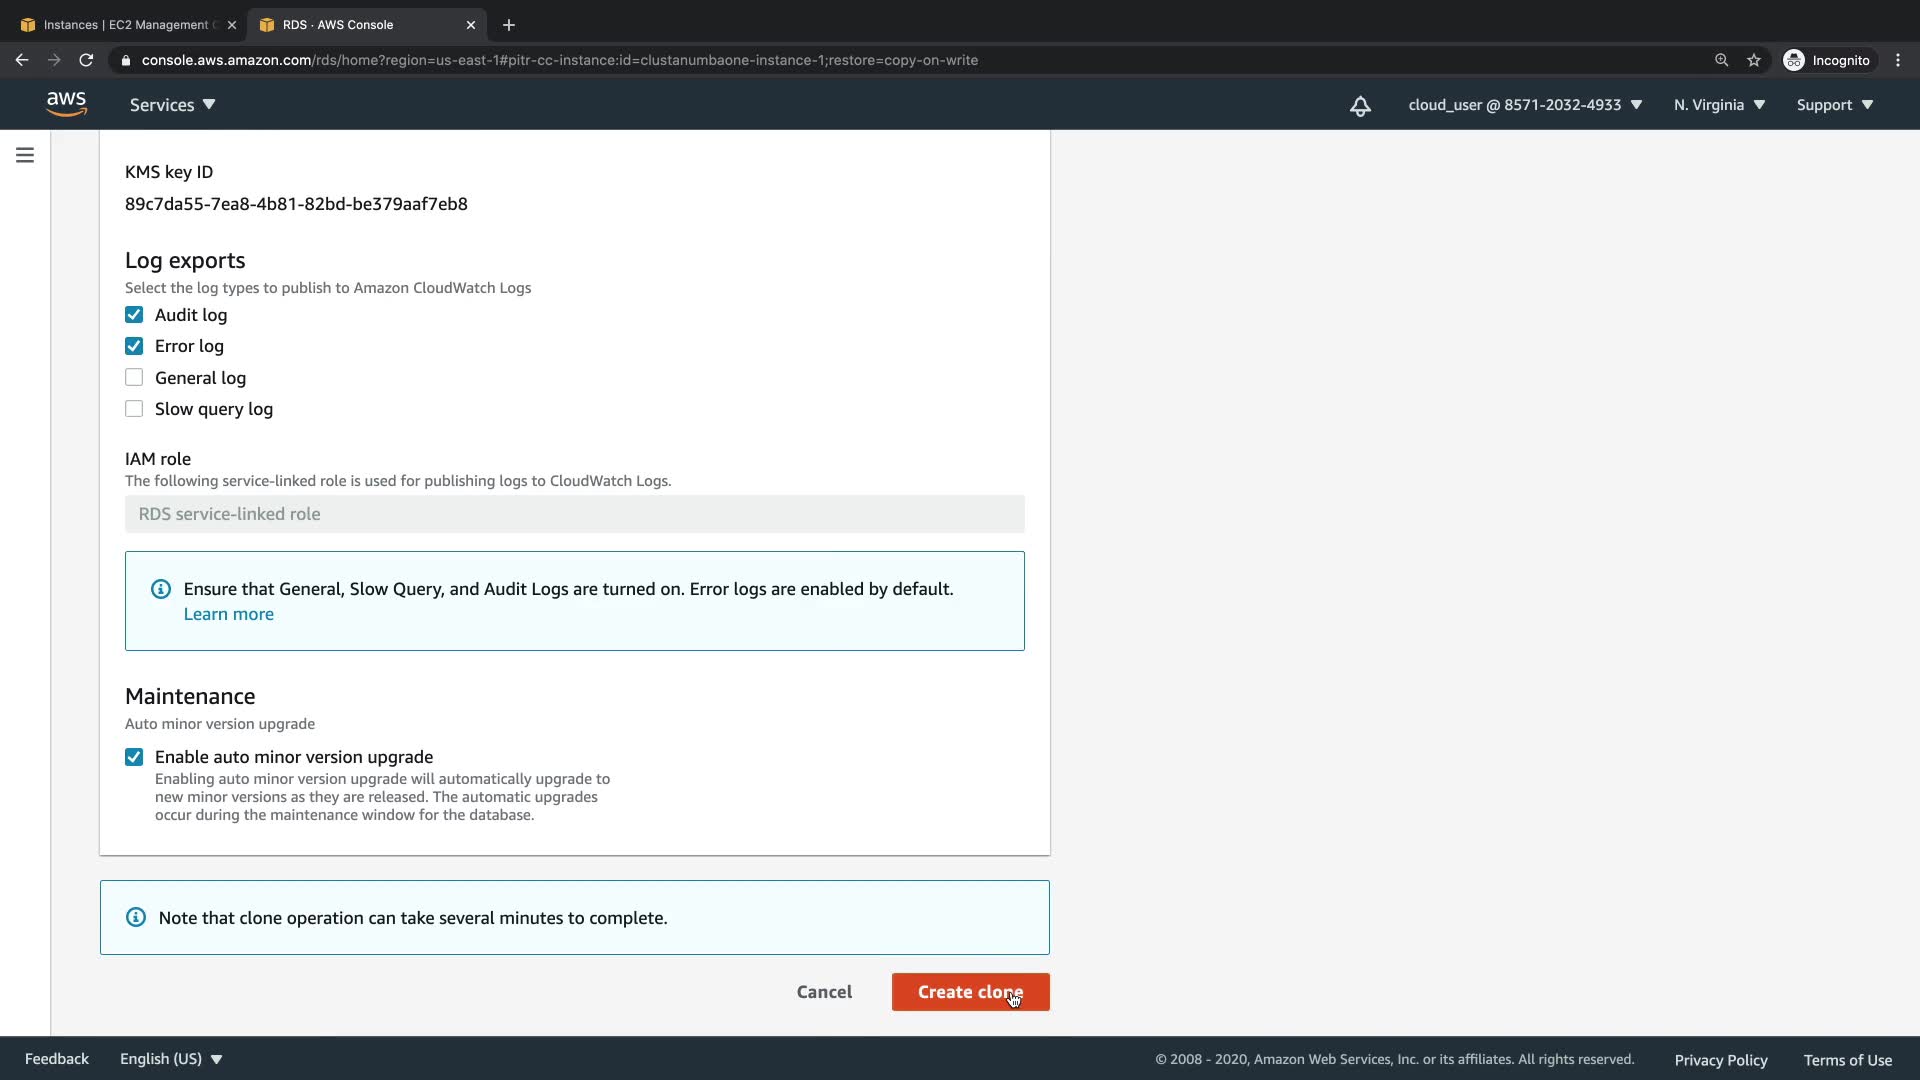 Instances | EC2 Management C
RDS · AWS Console
console.aws.amazon.com/rds/home?region=us-east-1#pitr-cc-instance:id=clustanumbaone-instance-1;restore=copy-on-write
Incognito
aws
Services
cloud_user @ 8571-2032-4933
N. Virginia
Support
KMS key ID
89c7da55-7ea8-4b81-82bd-be379aaf7eb8
Log exports
Select the log types to publish to Amazon CloudWatch Logs
Audit log
Error log
General log
Slow query log
IAM role
The following service-linked role is used for publishing logs to CloudWatch Logs.
RDS service-linked role
Ensure that General, Slow Query, and Audit Logs are turned on. Error logs are enabled by default.
Learn more
Maintenance
Auto minor version upgrade
Enable auto minor version upgrade
Enabling auto minor version upgrade will automatically upgrade to
new minor versions as they are released. The automatic upgrades
occur during the maintenance window for the database.
Note that clone operation can take several minutes to complete.
Cancel
Create clone
Feedback
English (US)
© 2008 - 2020, Amazon Web Services, Inc. or its affiliates. All rights reserved.
Privacy Policy
Terms of Use